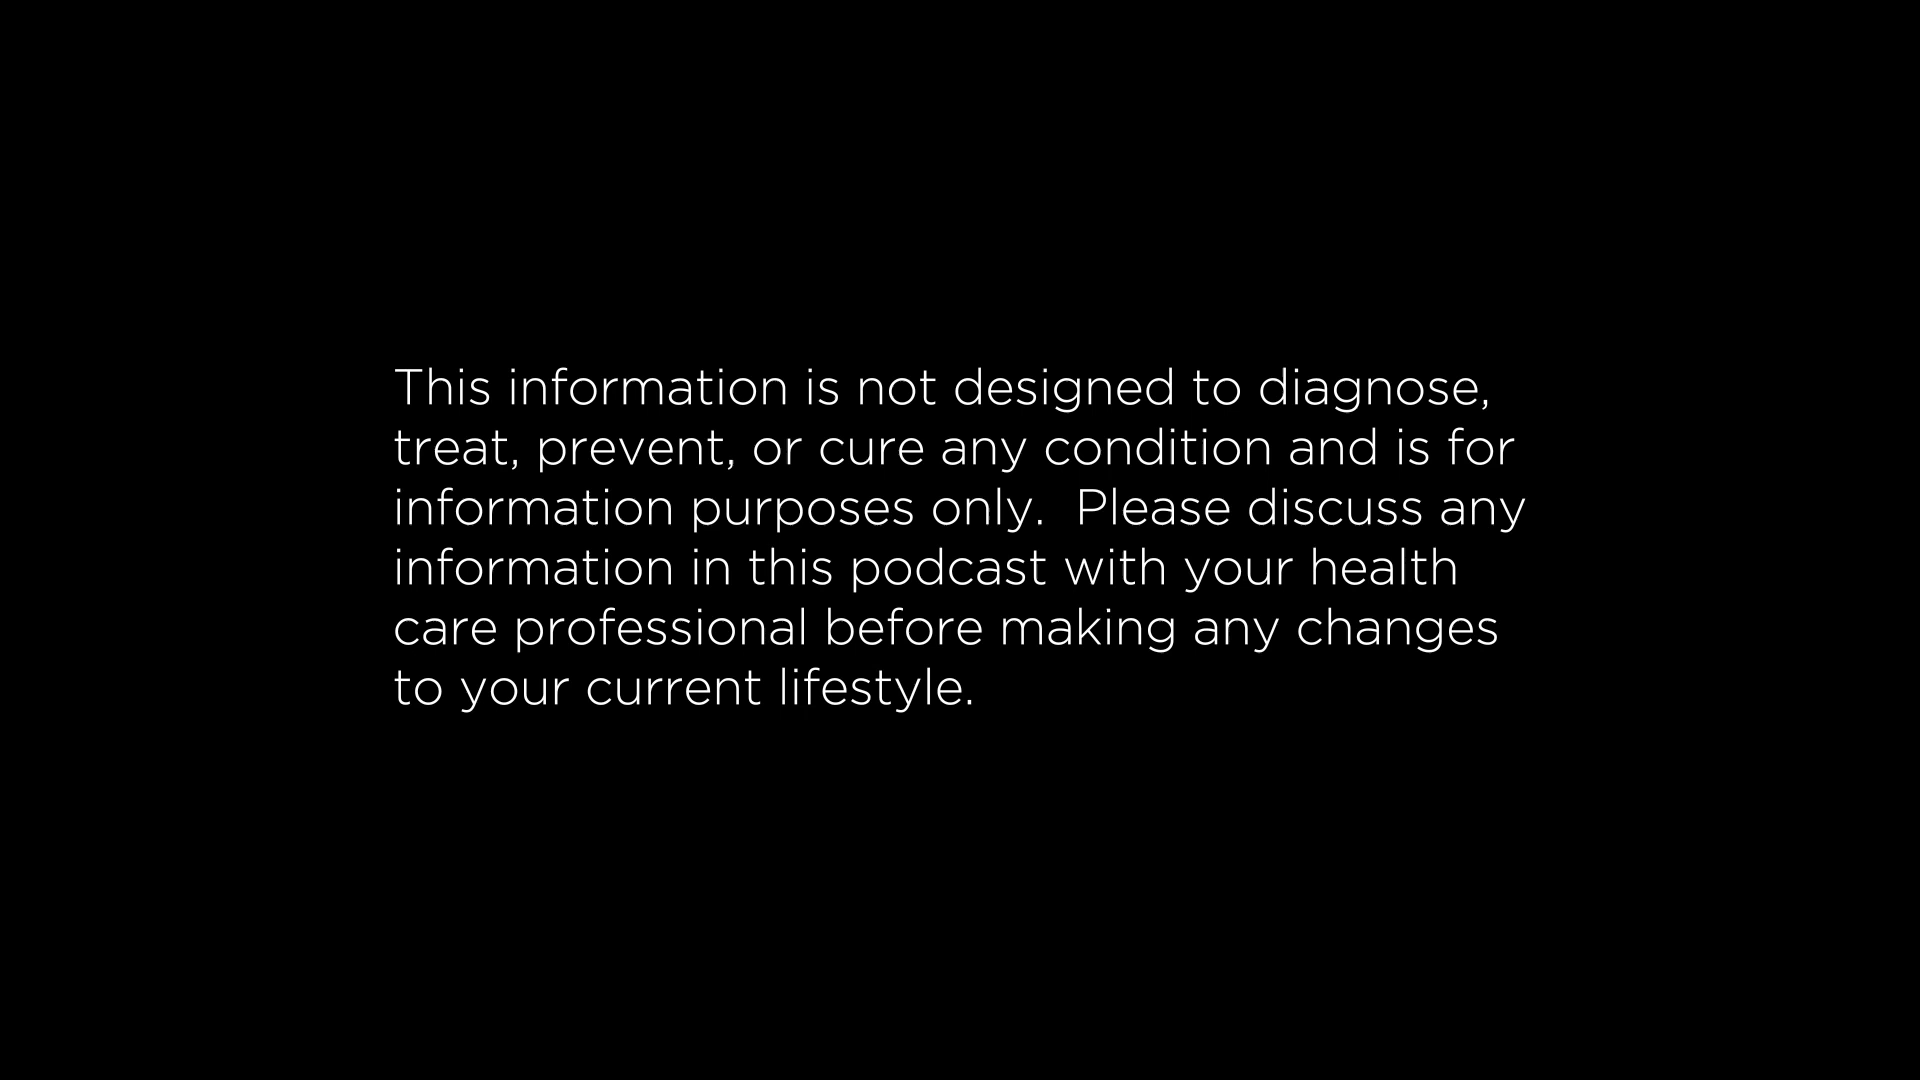 This information is not designed to diagnose,
treat, prevent, or cure any condition and is for
information purposes only.  Please discuss any
information in this podcast with your health
care professional before making any changes
to your current lifestyle.